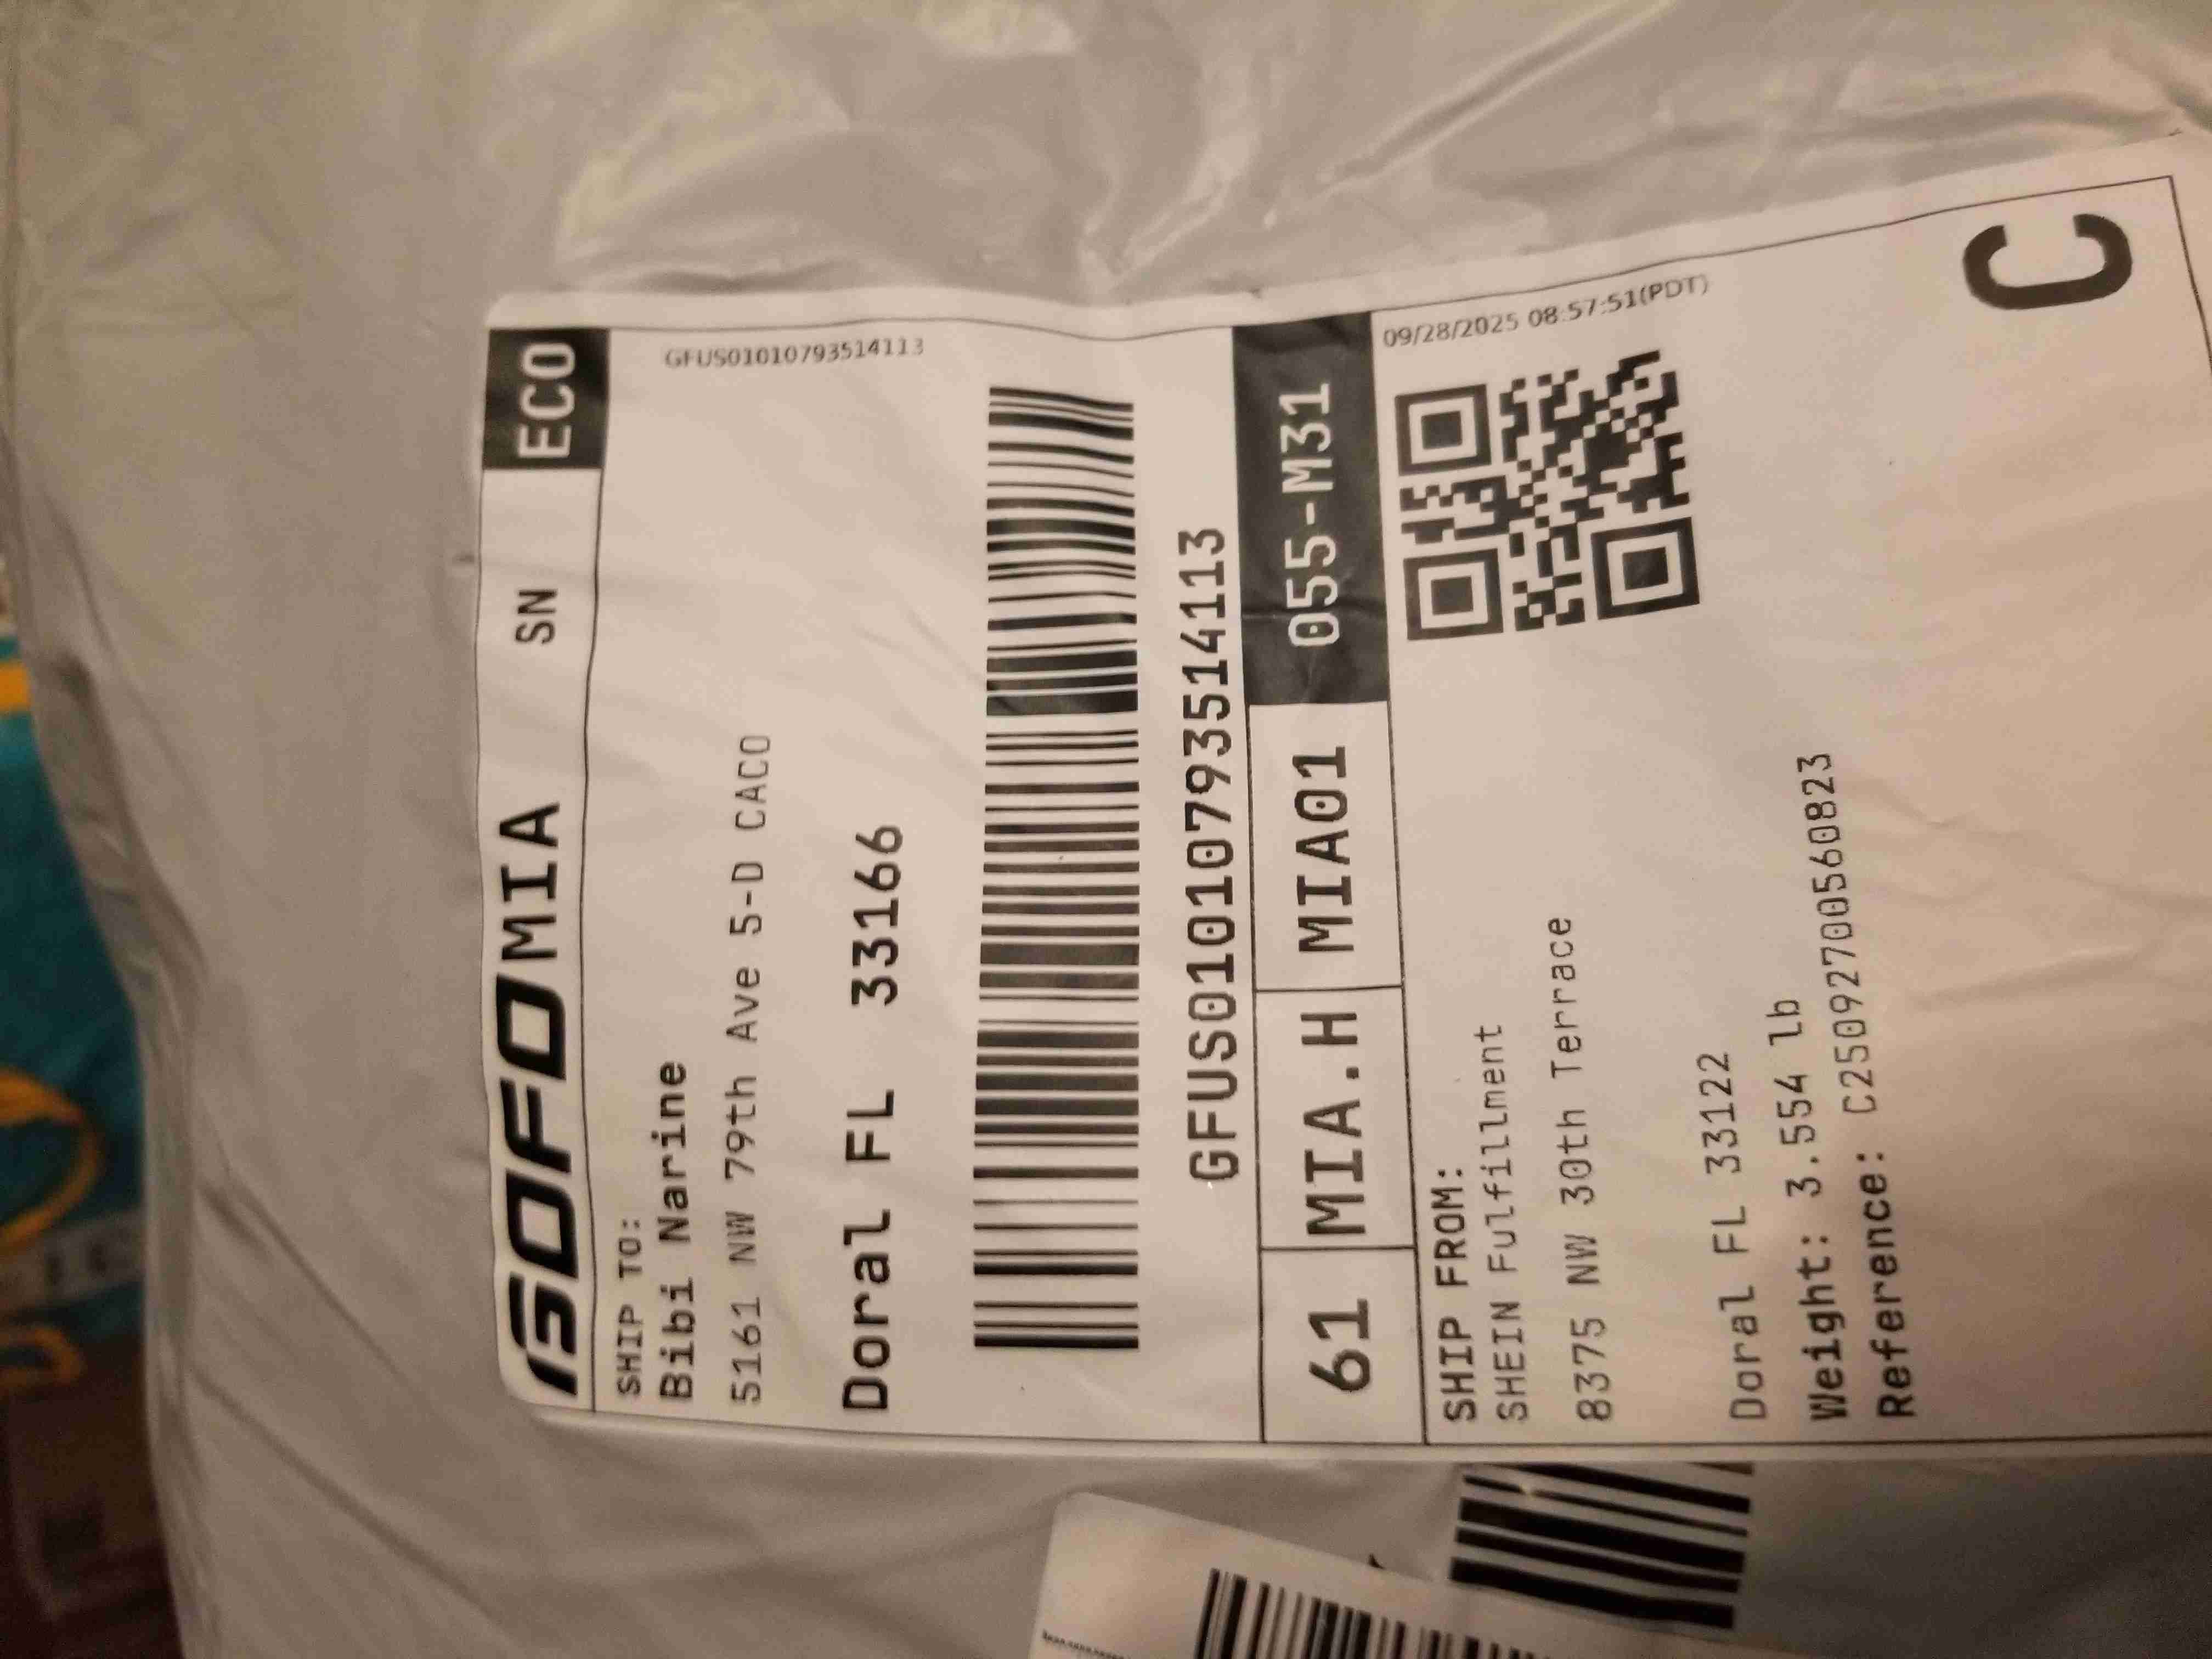 GOFO MIA SN ECO
SHIP TO:
Bibi Narine
GFUS01010793514113
5161 NW 79th Ave 5-D CACO
Doral FL 33166
GFUS01010793514113
61 MIA.H MIA01 055-M31
SHIP FROM:
SHEIN Fulfillment
09/28/2025 08:57:51(PDT)
8375 NW 30th Terrace
Doral FL 33122
Weight: 3.554 lb
Reference: C25092700560823
C